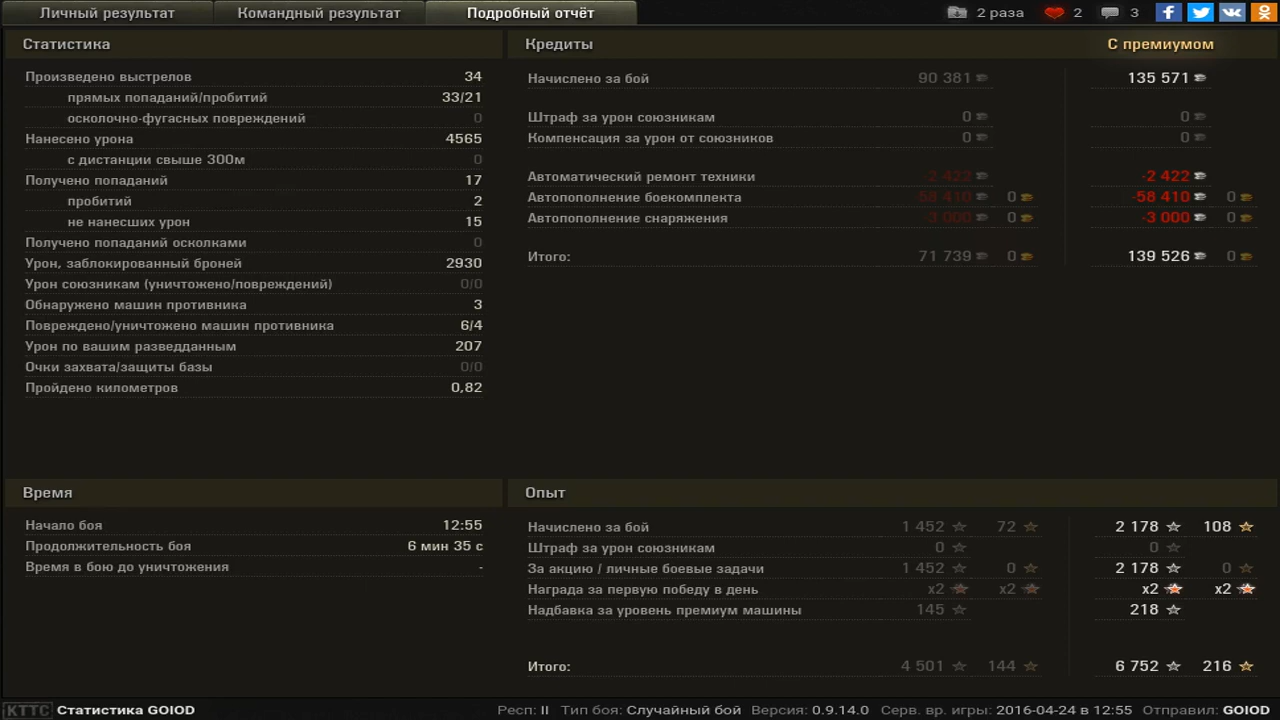 Личный результат Командный результат Подробный отчёт 2 раза 2 3
Статистика
Произведено выстрелов 34
прямых попаданий/пробитий 33/21
осколочно-фугасных повреждений 0
Нанесено урона 4565
с дистанции свыше 300м 0
Получено попаданий 17
пробитий 2
не нанесших урон 15
Получено попаданий осколками 0
Урон, заблокированный броней 2930
Урон союзникам (уничтожено/повреждений) 0/0
Обнаружено машин противника 3
Повреждено/уничтожено машин противника 6/4
Урон по вашим разведданным 207
Очки захвата/защиты базы 0/0
Пройдено километров 0,82
Кредиты С премиумом
Начислено за бой 90 381 135 571
Штраф за урон союзникам 0 0
Компенсация за урон от союзников 0 0
Автоматический ремонт техники -2 422 -2 422
Автопополнение боекомплекта -58 410 0 -58 410 0
Автопополнение снаряжения -3 000 0 -3 000 0
Итого: 71 739 0 139 526 0
Время
Начало боя 12:55
Продолжительность боя 6 мин 35 с
Время в бою до уничтожения -
Опыт
Начислено за бой 1 452 72 2 178 108
Штраф за урон союзникам 0 0
За акцию / личные боевые задачи 1 452 0 2 178 0
Награда за первую победу в день x2 x2 x2 x2
Надбавка за уровень премиум машины 145 218
Итого: 4 501 144 6 752 216
КТТС Статистика GOIOD Респ: II Тип боя: Случайный бой Версия: 0.9.14.0 Серв. вр. игры: 2016-04-24 в 12:55 Отправил: GOIOD